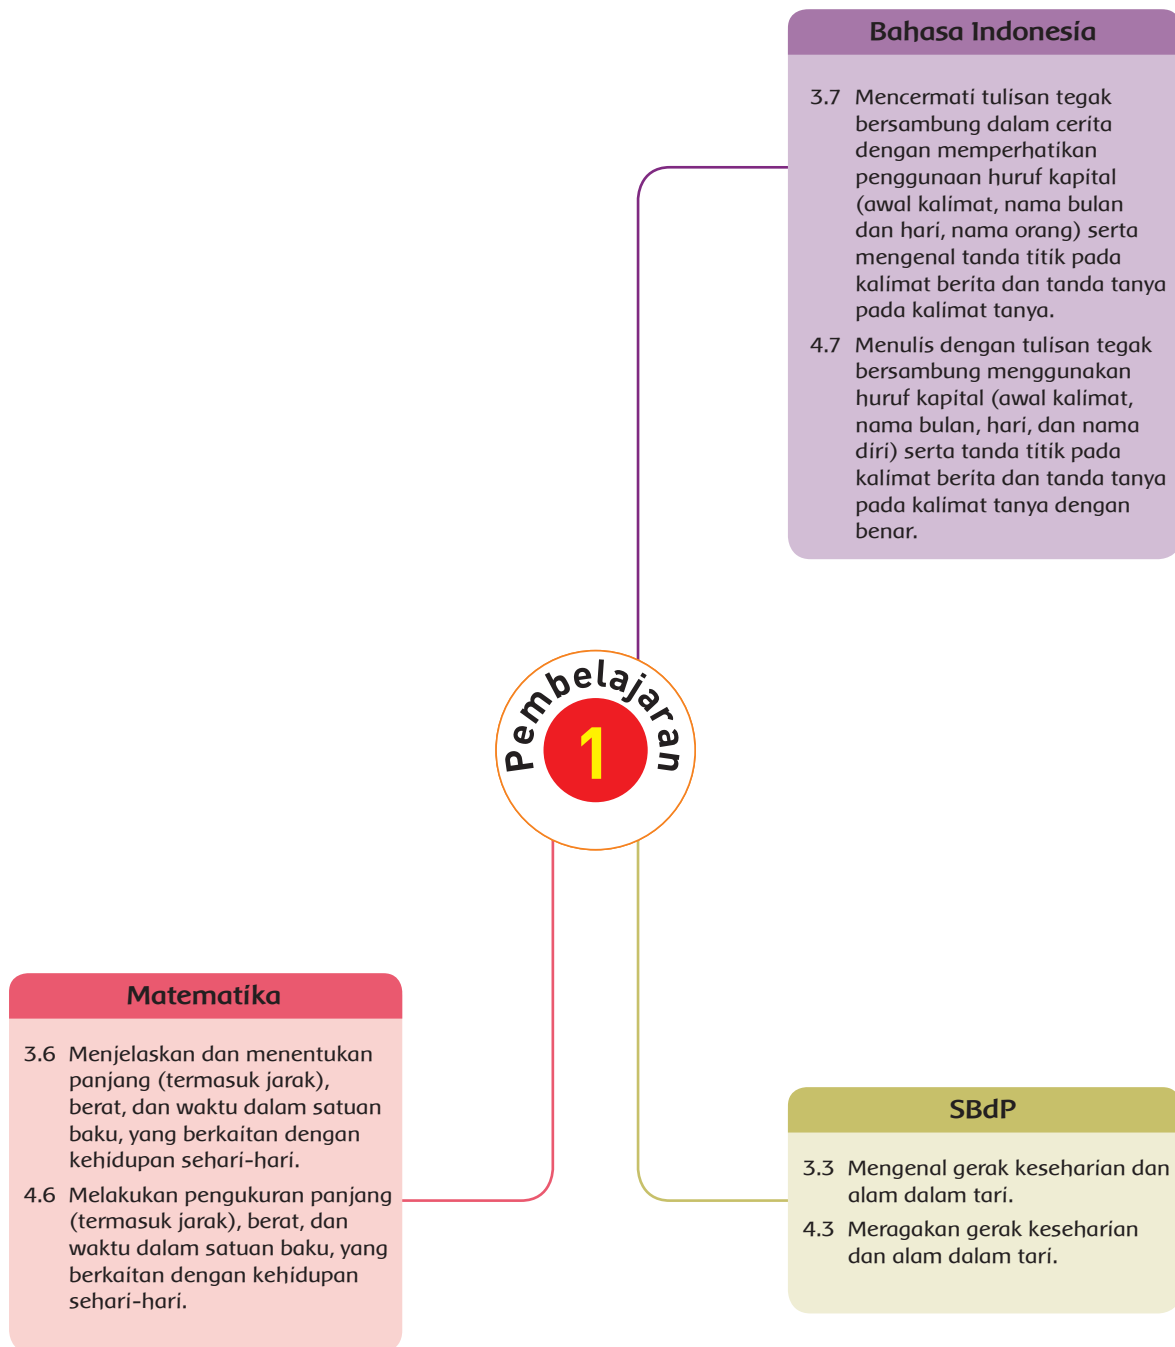 Bahasa Indonesia
3.7 Mencermati tulisan tegak
bersambung dalam cerita
dengan memperhatikan
penggunaan huruf kapital
(awal kalimat, nama bulan
dan hari, nama orang) serta
mengenal tanda titik pada
kalimat berita dan tanda tanya
pada kalimat tanya.
4.7 Menulis dengan tulisan tegak
bersambung menggunakan
huruf kapital (awal kalimat,
nama bulan, hari, dan nama
diri) serta tanda titik pada
kalimat berita dan tanda tanya
pada kalimat tanya dengan
benar.
Pembelajaran
1
Matematika
3.6 Menjelaskan dan menentukan
panjang (termasuk jarak),
berat, dan waktu dalam satuan
baku, yang berkaitan dengan
kehidupan sehari-hari.
4.6 Melakukan pengukuran panjang
(termasuk jarak), berat, dan
waktu dalam satuan baku, yang
berkaitan dengan kehidupan
sehari-hari.
SBdP
3.3 Mengenal gerak keseharian dan
alam dalam tari.
4.3 Meragakan gerak keseharian
dan alam dalam tari.